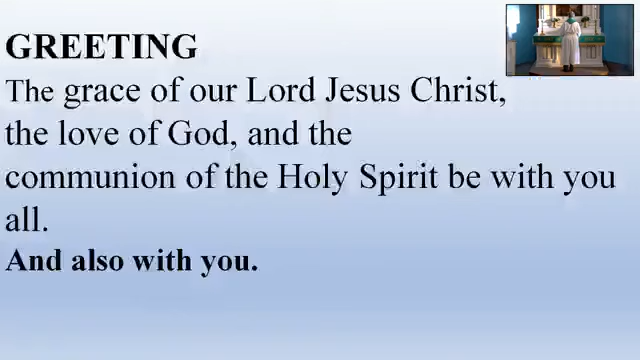 GREETING
The grace of our Lord Jesus Christ,
the love of God, and the
communion of the Holy Spirit be with you
all.
And also with you.